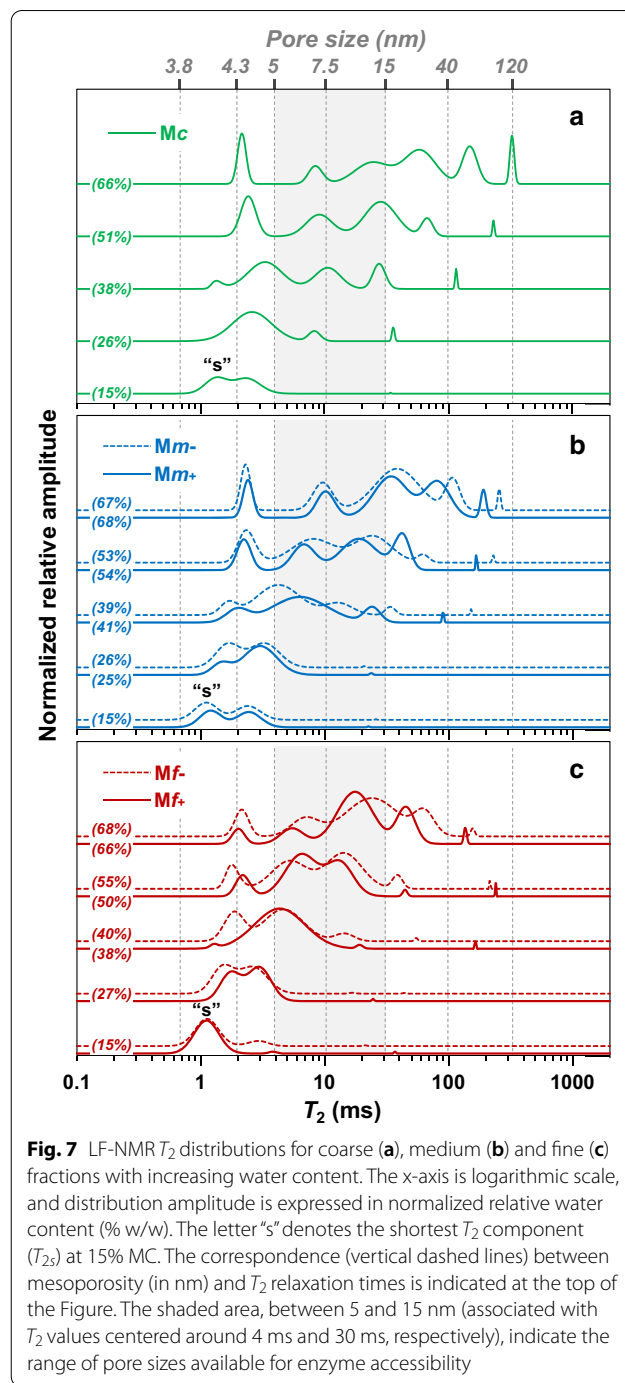 Pore size (nm)
3.8 4.3 5 7.5 15 40 120
a
Mc
(66%)
(51%)
(38%)
(26%)
"s"
(15%)
Normalized relative amplitude
b
Mm-
Mm+
(67%)
(68%)
(53%)
(54%)
(39%)
(41%)
(26%)
(25%)
"s"
(15%)
c
Mf-
Mf+
(68%)
(66%)
(55%)
(50%)
(40%)
(38%)
(27%)
"s"
(15%)
0.1 1 10 100 1000
T2 (ms)
Fig. 7 LF-NMR T2 distributions for coarse (a), medium (b) and fine (c)
fractions with increasing water content. The x-axis is logarithmic scale,
and distribution amplitude is expressed in normalized relative water
content (% w/w). The letter "s" denotes the shortest T2 component
(T2s) at 15% MC. The correspondence (vertical dashed lines) between
mesoporosity (in nm) and T2 relaxation times is indicated at the top of
the Figure. The shaded area, between 5 and 15 nm (associated with
T2 values centered around 4 ms and 30 ms, respectively), indicate the
range of pore sizes available for enzyme accessibility